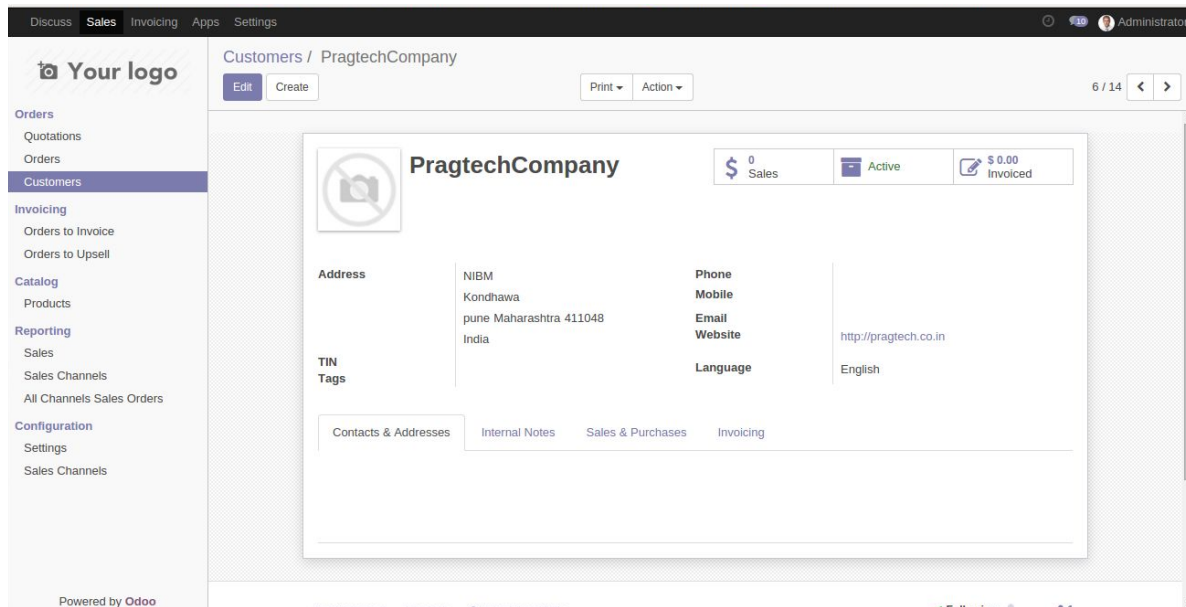 Discuss Sales Invoicing Apps Settings 10 Administrator
Your logo
Customers / PragtechCompany
Edit Create Print Action 6 / 14
Orders
Quotations
Orders
Customers
Invoicing
Orders to Invoice
Orders to Upsell
Catalog
Products
Reporting
Sales
Sales Channels
All Channels Sales Orders
Configuration
Settings
Sales Channels
Powered by Odoo
PragtechCompany
0
Sales
Active
$ 0.00
Invoiced
Address NIBM
Kondhawa
pune Maharashtra 411048
India
TIN
Tags
Phone
Mobile
Email
Website http://pragtech.co.in
Language English
Contacts & Addresses Internal Notes Sales & Purchases Invoicing